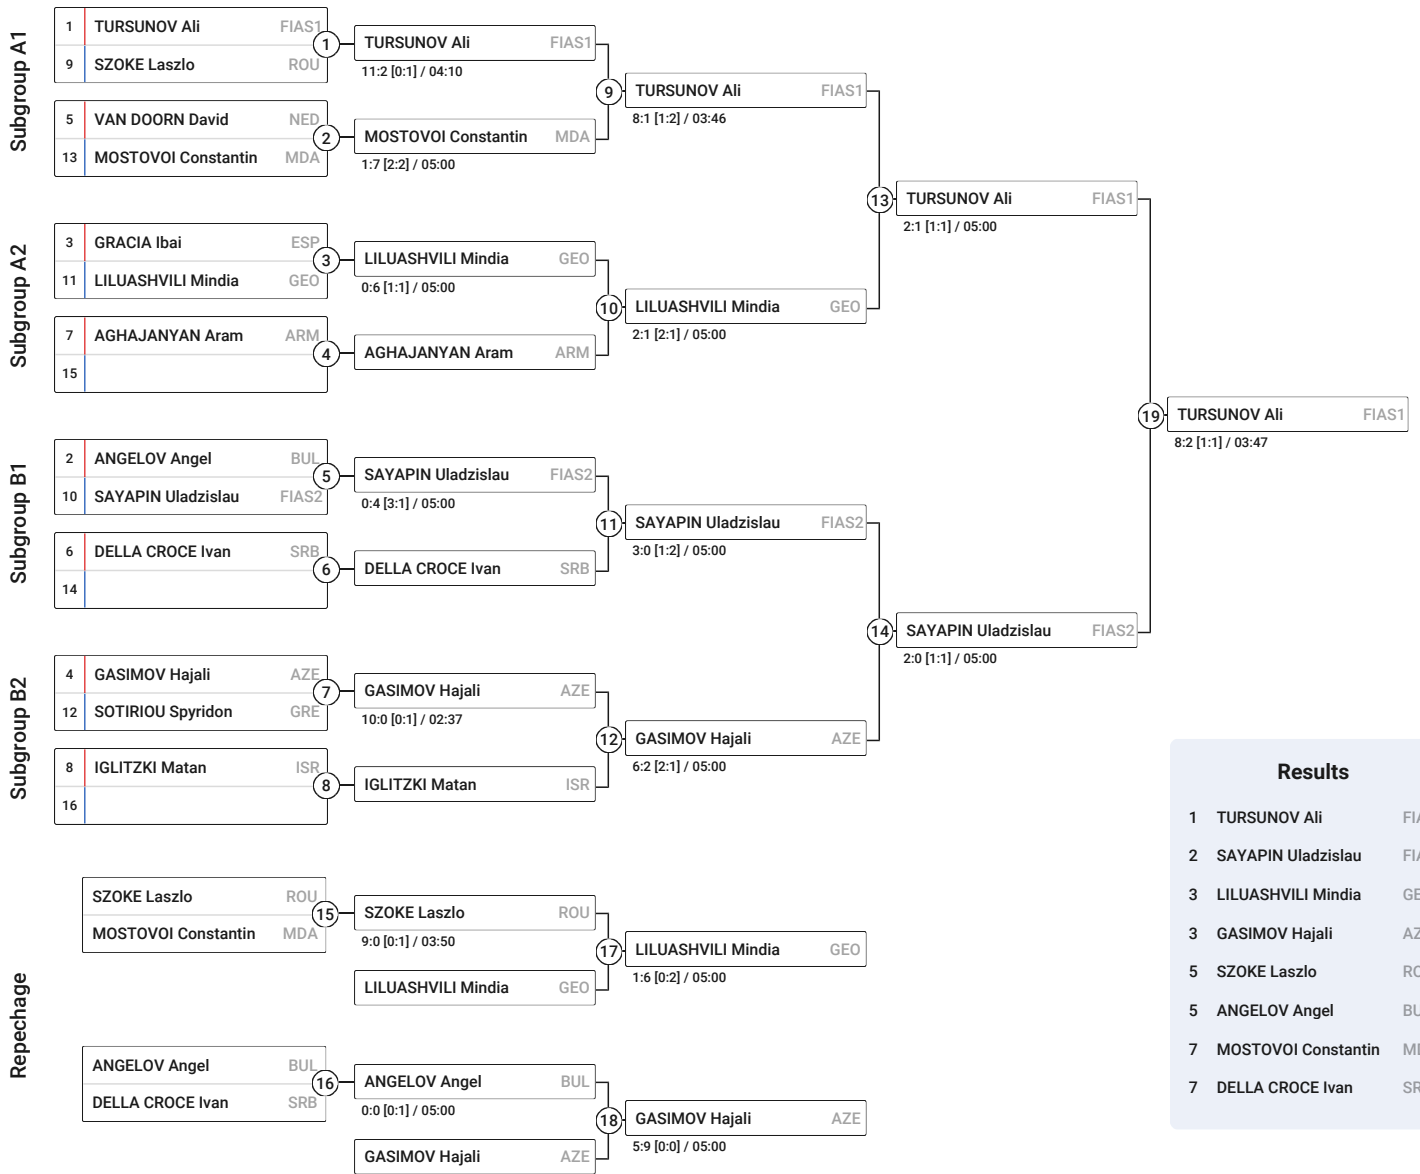 Subgroup A1
1 TURSUNOV Ali FIAS1
9 SZOKE Laszlo ROU
1
5 VAN DOORN David NED
13 MOSTOVOI Constantin MDA
2
TURSUNOV Ali FIAS1
11:2 [0:1] / 04:10
MOSTOVOI Constantin MDA
1:7 [2:2] / 05:00
9
TURSUNOV Ali FIAS1
8:1 [1:2] / 03:46
Subgroup A2
3 GRACIA Ibai ESP
11 LILUASHVILI Mindia GEO
3
7 AGHAJANYAN Aram ARM
15
4
LILUASHVILI Mindia GEO
0:6 [1:1] / 05:00
AGHAJANYAN Aram ARM
10
LILUASHVILI Mindia GEO
2:1 [2:1] / 05:00
13
TURSUNOV Ali FIAS1
2:1 [1:1] / 05:00
Subgroup B1
2 ANGELOV Angel BUL
10 SAYAPIN Uladzislau FIAS2
5
6 DELLA CROCE Ivan SRB
14
6
SAYAPIN Uladzislau FIAS2
0:4 [3:1] / 05:00
DELLA CROCE Ivan SRB
11
SAYAPIN Uladzislau FIAS2
3:0 [1:2] / 05:00
Subgroup B2
4 GASIMOV Hajali AZE
12 SOTIRIOU Spyridon GRE
7
8 IGLITZKI Matan ISR
16
8
GASIMOV Hajali AZE
10:0 [0:1] / 02:37
IGLITZKI Matan ISR
12
GASIMOV Hajali AZE
6:2 [2:1] / 05:00
14
SAYAPIN Uladzislau FIAS2
2:0 [1:1] / 05:00
19
TURSUNOV Ali FIAS1
8:2 [1:1] / 03:47
Repechage
SZOKE Laszlo ROU
MOSTOVOI Constantin MDA
15
SZOKE Laszlo ROU
9:0 [0:1] / 03:50
LILUASHVILI Mindia GEO
17
LILUASHVILI Mindia GEO
1:6 [0:2] / 05:00
ANGELOV Angel BUL
DELLA CROCE Ivan SRB
16
ANGELOV Angel BUL
0:0 [0:1] / 05:00
GASIMOV Hajali AZE
18
GASIMOV Hajali AZE
5:9 [0:0] / 05:00
Results
1 TURSUNOV Ali
2 SAYAPIN Uladzislau
3 LILUASHVILI Mindia
3 GASIMOV Hajali
5 SZOKE Laszlo
5 ANGELOV Angel
7 MOSTOVOI Constantin
7 DELLA CROCE Ivan